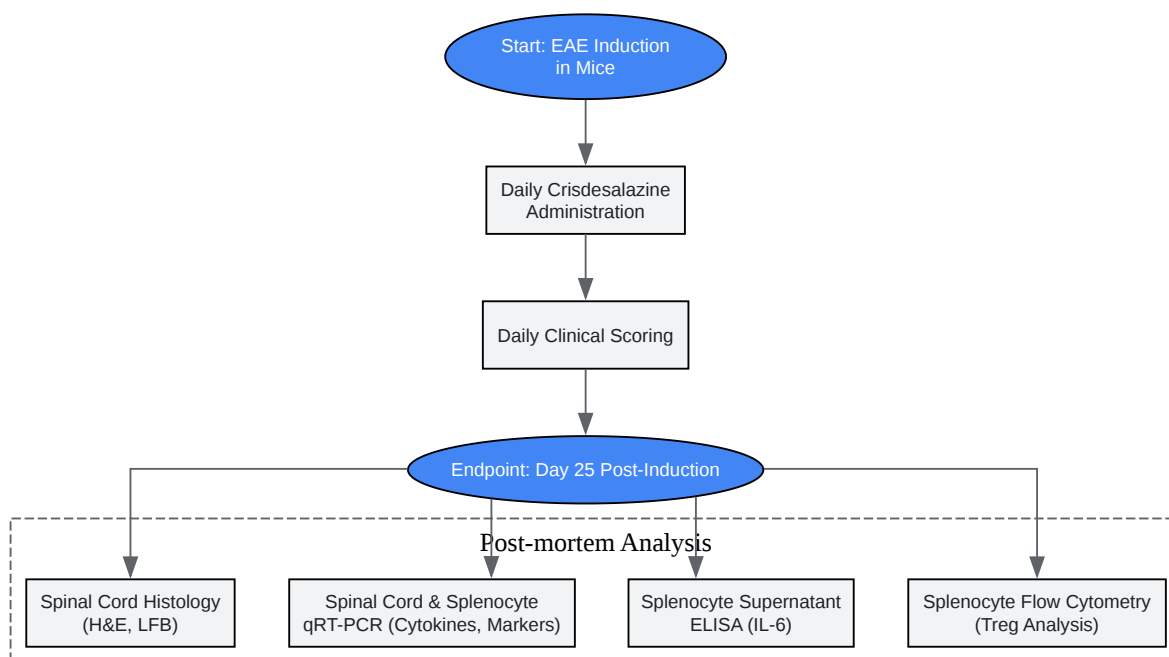 Start: EAE Induction
in Mice
Daily Crisdesalazine
Administration
Daily Clinical Scoring
Endpoint: Day 25 Post-Induction
Post-mortem Analysis
Spinal Cord Histology
(H&E, LFB)
Spinal Cord & Splenocyte
qRT-PCR (Cytokines, Markers)
Splenocyte Supernatant
ELISA (IL-6)
Splenocyte Flow Cytometry
(Treg Analysis)